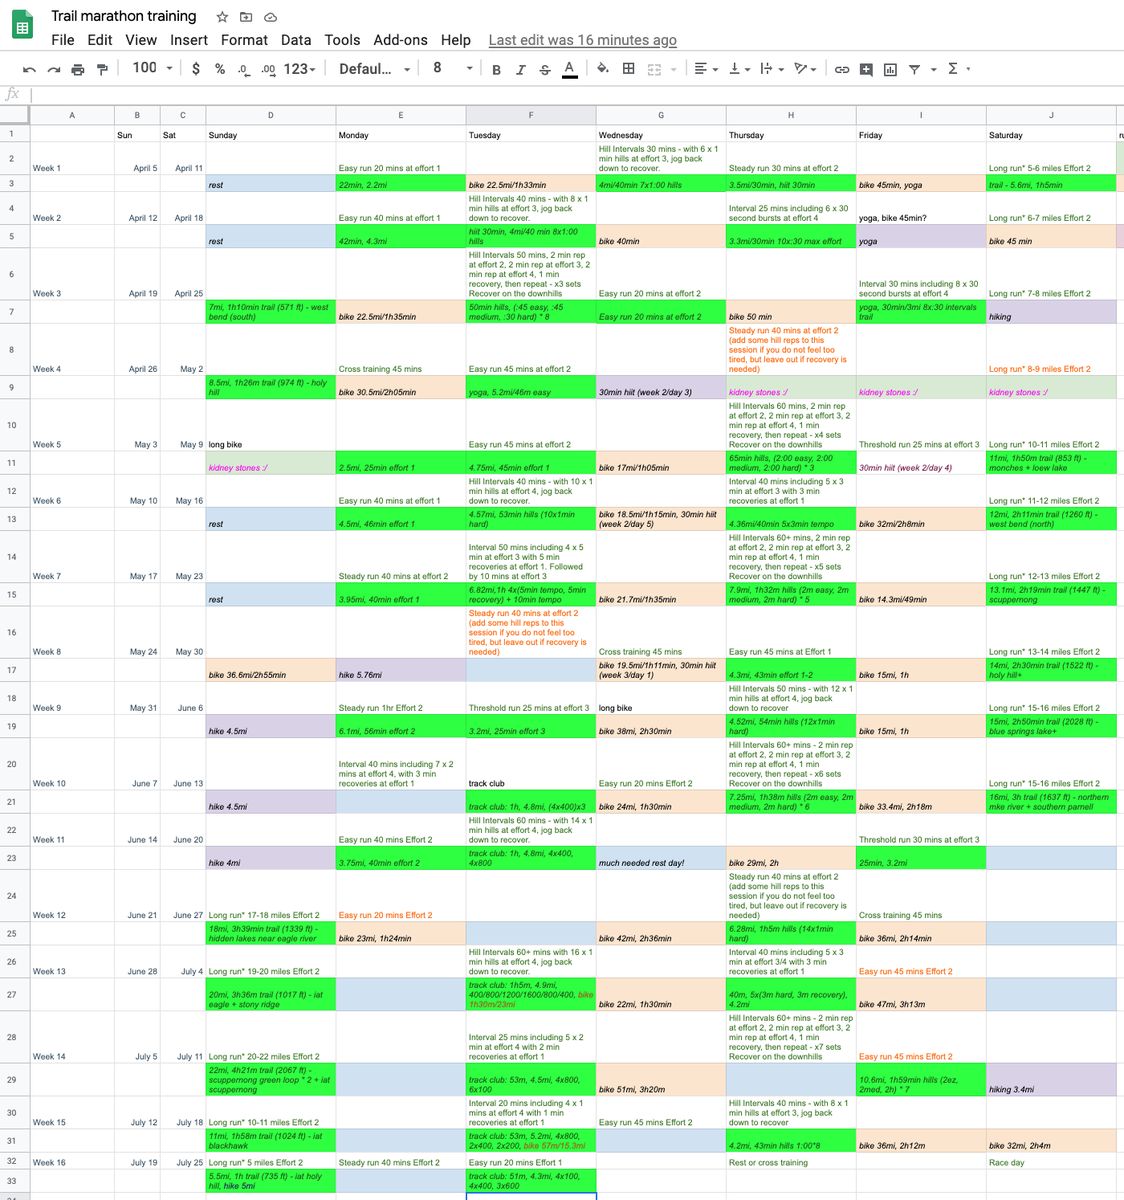 Trail marathon training
File Edit View Insert Format Data Tools Add-ons Help Last edit was 16 minutes ago
100 $ % .0 .00 123 Defaul... 8 B I S A
fx
A B C D E F G H I J
1 Sun Sat Sunday Monday Tuesday Wednesday Thursday Friday Saturday
2 Week 1 April 5 April 11
Easy run 20 mins at effort 1
Hill Intervals 30 mins - with 6 x 1
min hills at effort 3, jog back
down to recover.
Steady run 30 mins at effort 2
Long run* 5-6 miles Effort 2
3 rest
22min, 2.2mi
bike 22.5mi/1h33min
4mi/40min 7x1:00 hills
3.5mi/30min, hiit 30min
bike 45min, yoga
trail - 5.6mi, 1h5min
4 Week 2 April 12 April 18
Easy run 40 mins at effort 1
Hill Intervals 40 mins - with 8 x 1
min hills at effort 3, jog back
down to recover.
Interval 25 mins including 6 x 30
second bursts at effort 4
yoga, bike 45min?
Long run* 6-7 miles Effort 2
5 rest
42min, 4.3mi
hiit 30min, 4mi/40 min 8x1:00
hills
bike 40min
3.3mi/30min 10x:30 max effort
yoga
bike 45 min
6 Week 3 April 19 April 25
Hill Intervals 50 mins, 2 min rep
at effort 2, 2 min rep at effort 3, 2
min rep at effort 4, 1 min
recovery, then repeat - x3 sets
Recover on the downhills
Easy run 20 mins at effort 2
Interval 30 mins including 8 x 30
second bursts at effort 4
Long run* 7-8 miles Effort 2
7 7mi, 1h10min trail (571 ft) - west
bend (south)
bike 22.5mi/1h35min
50min hills, (:45 easy, :45
medium, :30 hard) * 8
Easy run 20 mins at effort 2
bike 50 min
yoga, 30min/3mi 8x:30 intervals
trail
hiking
8 Week 4 April 26 May 2
Cross training 45 mins
Easy run 45 mins at effort 2
Steady run 40 mins at effort 2
(add some hill reps to this
session if you do not feel too
tired, but leave out if recovery is
needed)
Long run* 8-9 miles Effort 2
9 8.5mi, 1h26m trail (974 ft) - holy
hill
bike 30.5mi/2h05min
yoga, 5.2mi/46m easy
30min hiit (week 2/day 3)
kidney stones :/
kidney stones :/
kidney stones :/
10 Week 5 May 3 May 9
long bike
Easy run 45 mins at effort 2
Hill Intervals 60 mins, 2 min rep
at effort 2, 2 min rep at effort 3, 2
min rep at effort 4, 1 min
recovery, then repeat - x4 sets
Recover on the downhills
Threshold run 25 mins at effort 3
Long run* 10-11 miles Effort 2
11 kidney stones :/
2.5mi, 25min effort 1
4.75mi, 45min effort 1
bike 17mi/1h05min
65min hills, (2:00 easy, 2:00
medium, 2:00 hard) * 3
30min hiit (week 2/day 4)
11mi, 1h50m trail (853 ft) -
monches + loew lake
12 Week 6 May 10 May 16
Easy run 40 mins at effort 1
Hill Intervals 40 mins - with 10 x 1
min hills at effort 4, jog back
down to recover.
Interval 40 mins including 5 x 3
min at effort 3 with 3 min
recoveries at effort 1
Long run* 11-12 miles Effort 2
13 rest
4.5mi, 46min effort 1
4.57mi, 53min hills (10x1min
hard)
bike 18.5mi/1h15min, 30min hiit
(week 2/day 5)
4.36mi/40min 5x3min tempo
bike 32mi/2h8min
12mi, 2h11min trail (1260 ft) -
west bend (north)
14 Week 7 May 17 May 23
Steady run 40 mins at effort 2
Interval 50 mins including 4 x 5
min at effort 3 with 5 min
recoveries at effort 1. Followed
by 10 mins at effort 3
Hill Intervals 60+ mins, 2 min rep
at effort 2, 2 min rep at effort 3, 2
min rep at effort 4, 1 min
recovery, then repeat - x5 sets
Recover on the downhills
Long run* 12-13 miles Effort 2
15 rest
3.95mi, 40min effort 1
6.82mi,1h 4x(5min tempo, 5min
recovery) + 10min tempo
bike 21.7mi/1h35min
7.9mi, 1h32m hills (2m easy, 2m
medium, 2m hard) * 5
bike 14.3mi/49min
13.1mi, 2h19min trail (1447 ft) -
scuppernong
16 Week 8 May 24 May 30
Steady run 40 mins at effort 2
(add some hill reps to this
session if you do not feel too
tired, but leave out if recovery is
needed)
Cross training 45 mins
Easy run 45 mins at Effort 1
Long run* 13-14 miles Effort 2
17 bike 36.6mi/2h55min
hike 5.76mi
bike 19.5mi/1h11min, 30min hiit
(week 3/day 1)
4.3mi, 43min effort 1-2
bike 15mi, 1h
14mi, 2h30min trail (1522 ft) -
holy hill+
18 Week 9 May 31 June 6
Steady run 1hr Effort 2
Threshold run 25 mins at effort 3
long bike
Hill Intervals 50 mins - with 12 x 1
min hills at effort 4, jog back
down to recover
Long run* 15-16 miles Effort 2
19 hike 4.5mi
6.1mi, 56min effort 2
3.2mi, 25min effort 3
bike 38mi, 2h30min
4.52mi, 54min hills (12x1min
hard)
bike 15mi, 1h
15mi, 2h50min trail (2028 ft) -
blue springs lake+
20 Week 10 June 7 June 13
Interval 40 mins including 7 x 2
mins at effort 4, with 3 min
recoveries at effort 1
track club
Easy run 20 mins Effort 2
Hill Intervals 60+ mins - 2 min rep
at effort 2, 2 min rep at effort 3, 2
min rep at effort 4, 1 min
recovery, then repeat - x6 sets
Recover on the downhills
Long run* 15-16 miles Effort 2
21 hike 4.5mi
track club: 1h, 4.8mi, (4x400)x3
bike 24mi, 1h30min
7.25mi, 1h38m hills (2m easy, 2m
medium, 2m hard) * 6
bike 33.4mi, 2h18m
16mi, 3h trail (1637 ft) - northern
mke river + southern parnell
22 Week 11 June 14 June 20
Easy run 40 mins Effort 2
Hill Intervals 60 mins - with 14 x 1
min hills at effort 4, jog back
down to recover.
Threshold run 30 mins at effort 3
23 hike 4mi
3.75mi, 40min effort 2
track club: 1h, 4.8mi, 4x400,
4x800
much needed rest day!
bike 29mi, 2h
25min, 3.2mi
24 Week 12 June 21 June 27
Long run* 17-18 miles Effort 2
Easy run 20 mins Effort 2
Steady run 40 mins at effort 2
(add some hill reps to this
session if you do not feel too
tired, but leave out if recovery is
needed)
Cross training 45 mins
25 18mi, 3h39min trail (1339 ft) -
hidden lakes near eagle river
bike 23mi, 1h24min
bike 42mi, 2h36min
6.28mi, 1h5m hills (14x1min
hard)
bike 36mi, 2h14min
26 Week 13 June 28 July 4
Long run* 19-20 miles Effort 2
Hill Intervals 60+ mins with 16 x 1
min hills at effort 4, jog back
down to recover.
Interval 40 mins including 5 x 3
min at effort 3/4 with 3 min
recoveries at effort 1
Easy run 45 mins Effort 2
27 20mi, 3h36m trail (1017 ft) - iat
eagle + stony ridge
track club: 1h5m, 4.9mi,
400/800/1200/1600/800/400, bike
1h30m/23mi
bike 22mi, 1h30min
40m, 5x(3m hard, 3m recovery),
4.2mi
bike 47mi, 3h13m
28 Week 14 July 5 July 11
Long run* 20-22 miles Effort 2
Interval 25 mins including 5 x 2
min at effort 4 with 2 min
recoveries at effort 1
Hill Intervals 60+ mins - 2 min rep
at effort 2, 2 min rep at effort 3, 2
min rep at effort 4, 1 min
recovery, then repeat - x7 sets
Recover on the downhills
Easy run 45 mins Effort 2
29 22mi, 4h21m trail (2067 ft) -
scuppernong green loop * 2 + iat
scuppernong
track club: 53m, 4.5mi, 4x800,
6x100
bike 51mi, 3h20m
10.6mi, 1h59min hills (2ez,
2med, 2h) * 7
hiking 3.4mi
30 Week 15 July 12 July 18
Long run* 10-11 miles Effort 2
Interval 20 mins including 4 x 1
mins at effort 4 with 1 min
recoveries at effort 1
Easy run 45 mins Effort 2
Hill Intervals 40 mins - with 8 x 1
min hills at effort 3, jog back
down to recover
31 11mi, 1h58m trail (1024 ft) - iat
blackhawk
track club: 53m, 5.2mi, 4x800,
2x400, 2x200, bike 57m/15.3mi
4.2mi, 43min hills 1:00*8
bike 36mi, 2h12m
bike 32mi, 2h4m
32 Week 16 July 19 July 25
Long run* 5 miles Effort 2
Steady run 40 mins Effort 2
Easy run 20 mins Effort 1
Rest or cross training
Race day
33 5.5mi, 1h trail (735 ft) - iat holy
hill, hike 5mi
track club: 51m, 4.3mi, 4x100,
4x400, 3x600